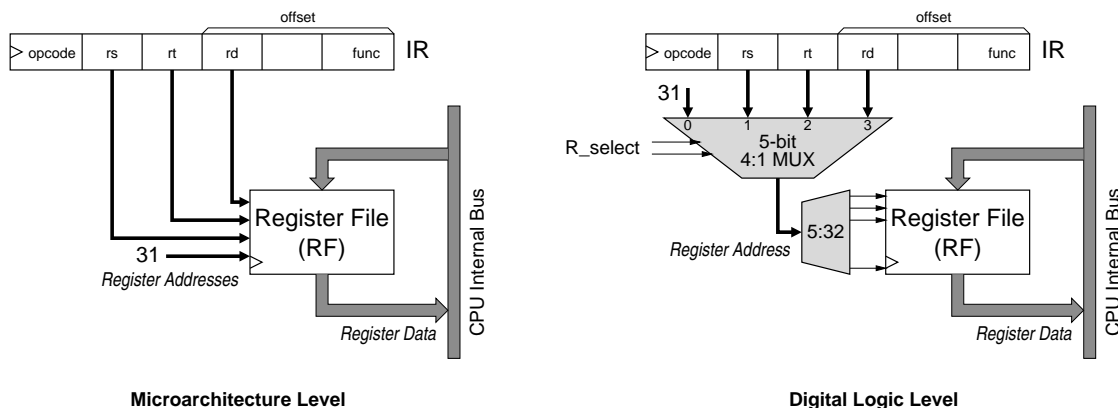 offset
opcode rs rt rd func IR
Register File
(RF)
31
Register Addresses
Register Data
CPU Internal Bus
Microarchitecture Level
offset
opcode rs rt rd func IR
31
0 1 2 3
5-bit
4:1 MUX
R_select
5:32
Register File
(RF)
Register Address
Register Data
CPU Internal Bus
Digital Logic Level